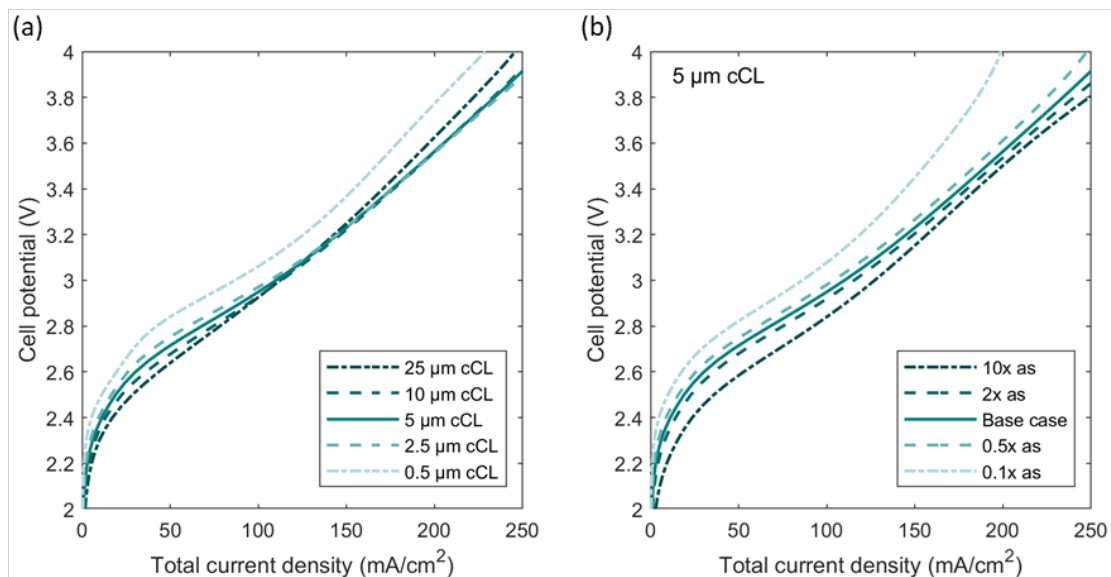 (a)
4
3.8
3.6
3.4
3.2
3
2.8
2.6
2.4
2.2
2
Cell potential (V)
25 µm cCL
10 µm cCL
5 µm cCL
2.5 µm cCL
0.5 µm cCL
0 50 100 150 200 250
Total current density (mA/cm²)
(b)
5 µm cCL
4
3.8
3.6
3.4
3.2
3
2.8
2.6
2.4
2.2
2
Cell potential (V)
10x as
2x as
Base case
0.5x as
0.1x as
0 50 100 150 200 250
Total current density (mA/cm²)